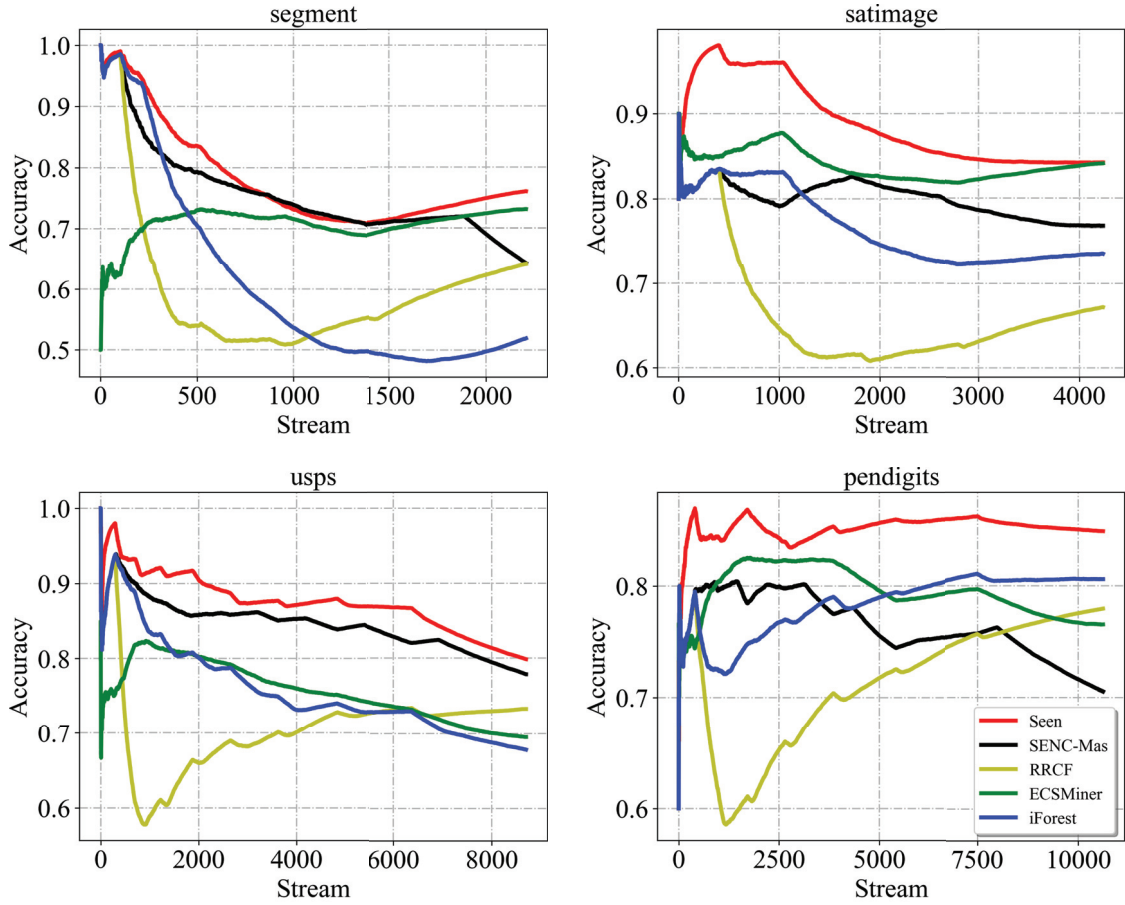 segment
satimage
1.0
0.9
0.8
0.7
0.6
0.5
Accuracy
0 500 1000 1500 2000
Stream
0.9
0.8
0.7
0.6
Accuracy
0 1000 2000 3000 4000
Stream
usps
pendigits
1.0
0.9
0.8
0.7
0.6
Accuracy
0 2000 4000 6000 8000
Stream
0.8
0.7
0.6
Accuracy
0 2500 5000 7500 10000
Stream
Seen
SENC-Mas
RRCF
ECSMiner
iForest